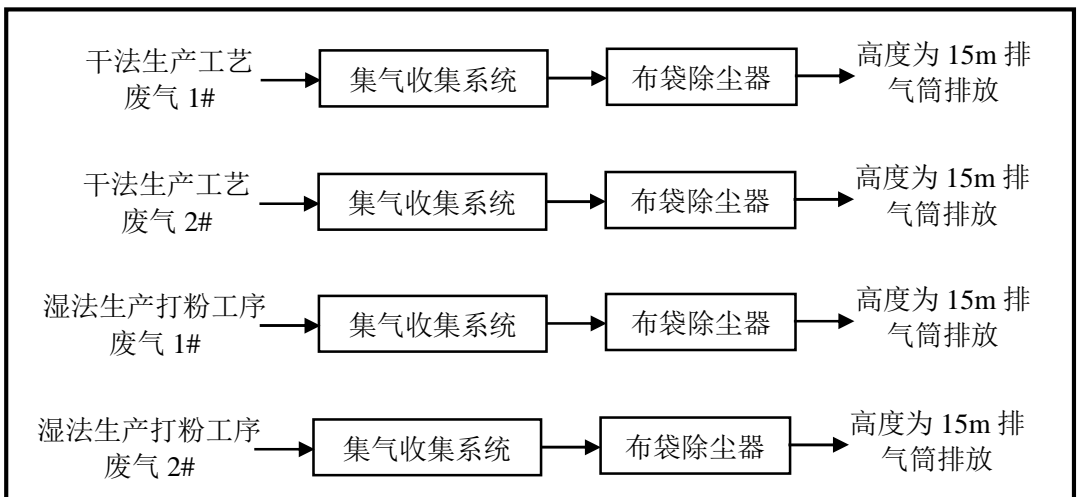 干法生产工艺
废气 1#
集气收集系统
布袋除尘器
高度为 15m 排
气筒排放
干法生产工艺
废气 2#
集气收集系统
布袋除尘器
高度为 15m 排
气筒排放
湿法生产打粉工序
废气 1#
集气收集系统
布袋除尘器
高度为 15m 排
气筒排放
湿法生产打粉工序
废气 2#
集气收集系统
布袋除尘器
高度为 15m 排
气筒排放